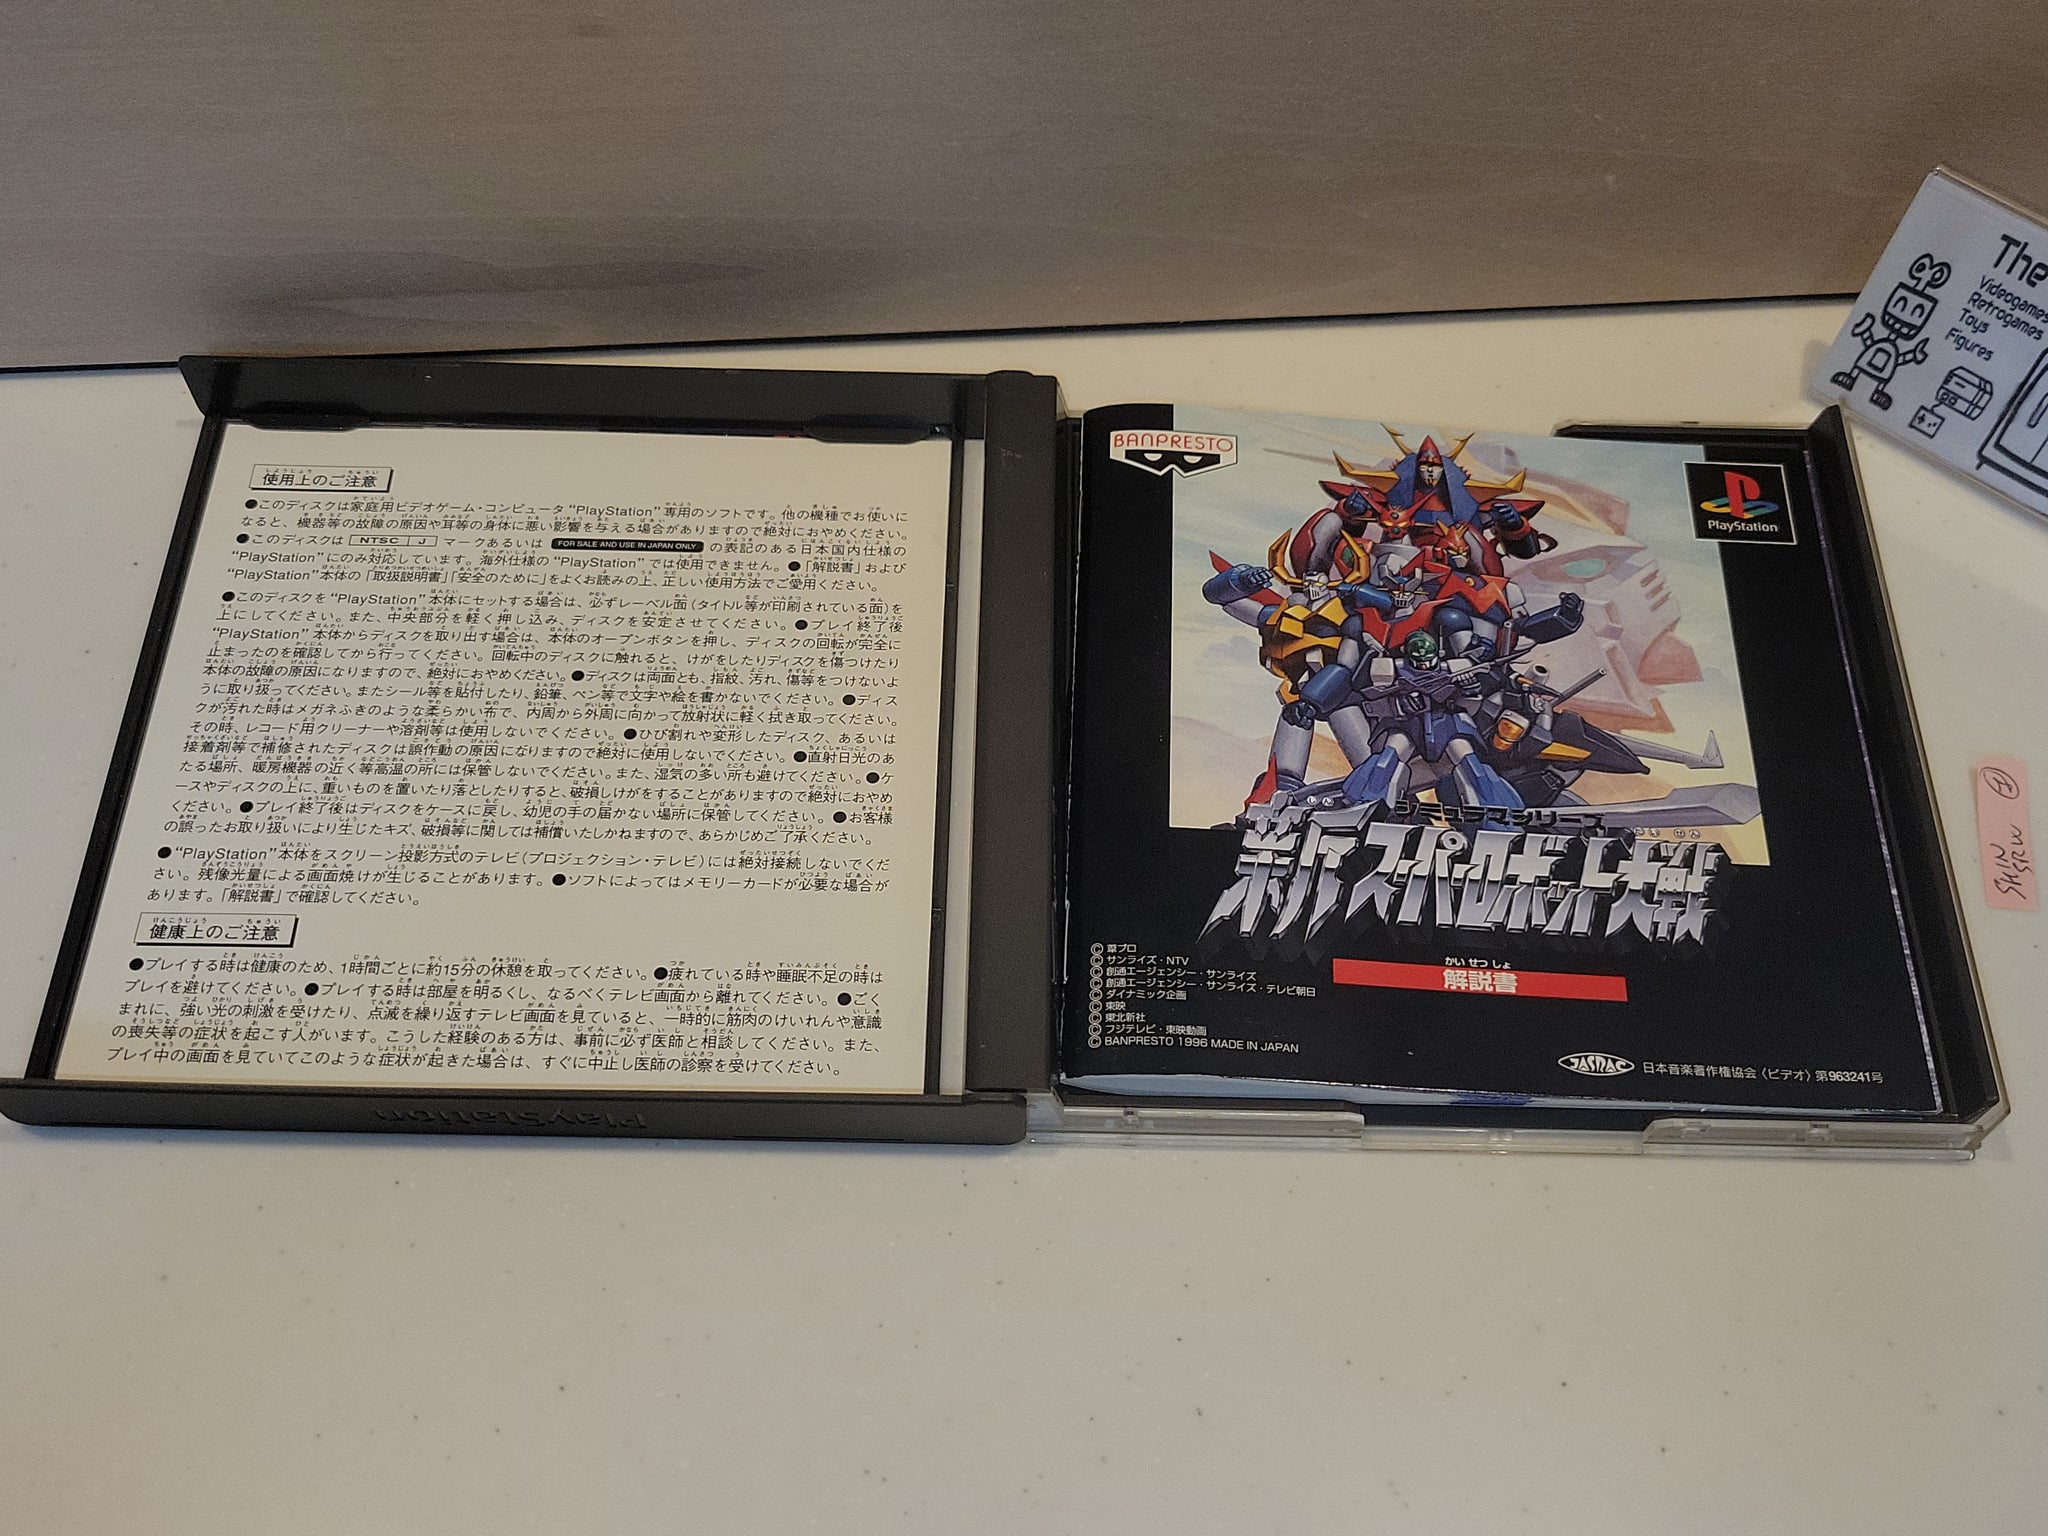 使用上のご注意
●このディスクは家庭用ビデオゲーム・コンピュータ“PlayStation”専用のソフトです。他の機種でお使いに
なると、機器等の故障の原因や耳等の身体に悪い影響を与える場合がありますので絶対におやめください。
●このディスクは NTSC J マークあるいは FOR SALE AND USE IN JAPAN ONLY の表記のある日本国内仕様の
“PlayStation”にのみ対応しています。海外仕様の“PlayStation”では使用できません。●「解説書」および
“PlayStation”本体の「取扱説明書」「安全のために」をよくお読みの上、正しい使用方法でご愛用ください。
●このディスクを“PlayStation”本体にセットする場合は、必ずレーベル面(タイトル等が印刷されている面)を
上にしてください。また、中央部分を軽く押し込み、ディスクを安定させてください。●プレイ終了後
“PlayStation”本体からディスクを取り出す場合は、本体のオープンボタンを押し、ディスクの回転が完全に
止まったのを確認してから行ってください。回転中のディスクに触れると、けがをしたりディスクを傷つけたり
本体の故障の原因になりますので、絶対におやめください。●ディスクは両面とも、指紋、汚れ、傷等をつけないよ
うに取り扱ってください。またシール等を貼付したり、鉛筆、ペン等で文字や絵を書かないでください。●ディス
クが汚れた時はメガネふきのような柔らかい布で、内周から外周に向かって放射状に軽く拭き取ってください。
その時、レコード用クリーナーや溶剤等は使用しないでください。●ひび割れや変形したディスク、あるいは
接着剤等で補修されたディスクは誤作動の原因になりますので絶対に使用しないでください。●直射日光のあ
たる場所、暖房機器の近く等高温の所には保管しないでください。また、湿気の多い所も避けてください。●ケ
ースやディスクの上に、重いものを置いたり落としたりすると、破損しけがをすることがありますので絶対におやめ
ください。●プレイ終了後はディスクをケースに戻し、幼児の手の届かない場所に保管してください。●お客様
の誤ったお取り扱いにより生じたキズ、破損等に関しては補償いたしかねますので、あらかじめご了承ください。
●“PlayStation”本体をスクリーン投影方式のテレビ(プロジェクション・テレビ)には絶対接続しないでくだ
さい。残像光量による画面焼けが生じることがあります。●ソフトによってはメモリーカードが必要な場合が
あります。「解説書」で確認してください。
健康上のご注意
●プレイする時は健康のため、1時間ごとに約15分の休憩を取ってください。●疲れている時や睡眠不足の時は
プレイを避けてください。●プレイする時は部屋を明るくし、なるべくテレビ画面から離れてください。●ごく
まれに、強い光の刺激を受けたり、点滅を繰り返すテレビ画面を見ていると、一時的に筋肉のけいれんや意識
の喪失等の症状を起こす人がいます。こうした経験のある方は、事前に必ず医師と相談してください。また、
プレイ中の画面を見ていてこのような症状が起きた場合は、すぐに中止し医師の診察を受けてください。
PlayStation
BANPRESTO
PlayStation
シミュラマシリーズ
新スーパーロボット大戦
かいせつしょ
解説書
© 葦プロ
© サンライズ・NTV
© 創通エージェンシー・サンライズ
© 創通エージェンシー・サンライズ・テレビ朝日
© ダイナミック企画
© 東映
© 東北新社
© フジテレビ・東映動画
© BANPRESTO 1996 MADE IN JAPAN
JASRAC 日本音楽著作権協会〈ビデオ〉第963241号
The
Videogames
Retrogames
Toys
Figures
SHIN
SRW